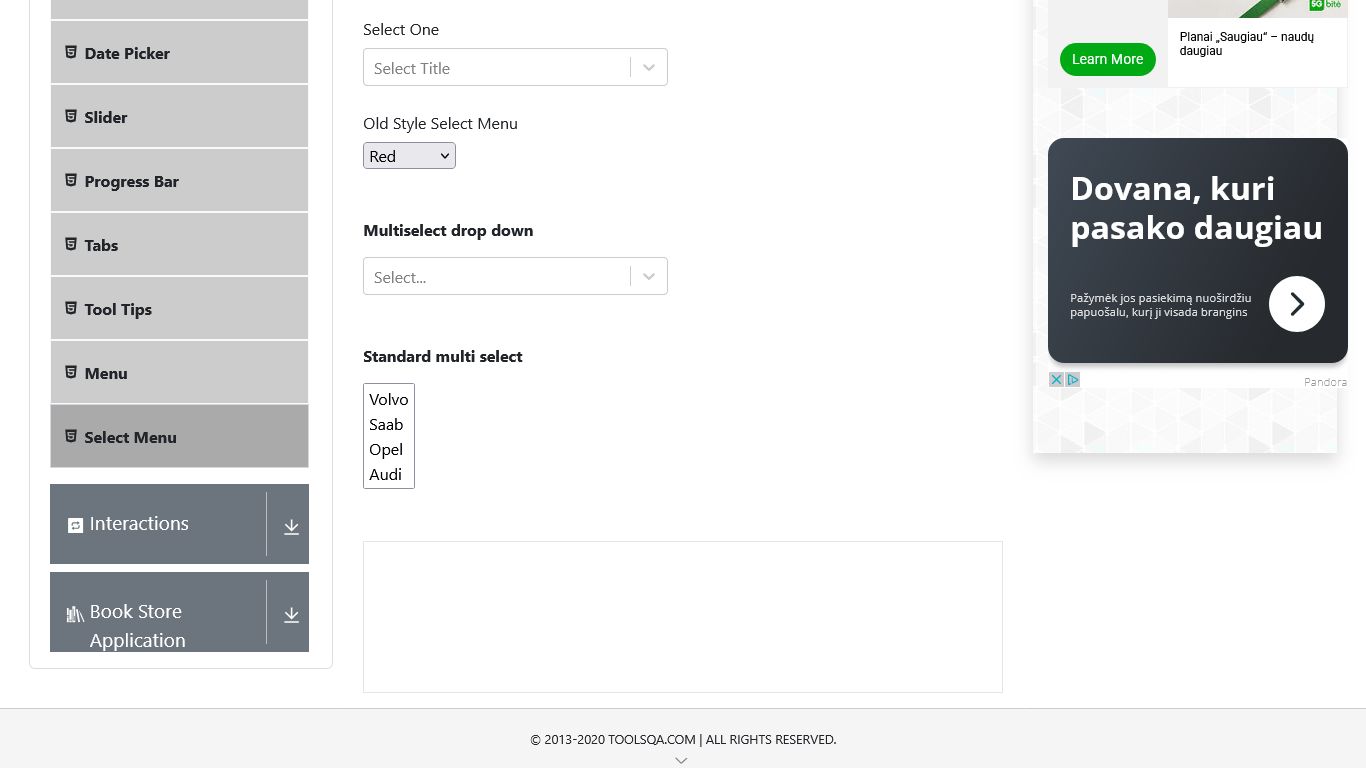 Date Picker
Slider
Progress Bar
Tabs
Tool Tips
Menu
Select Menu
Interactions
Book Store
Application
Select One
Select Title
Old Style Select Menu
Red
Multiselect drop down
Select...
Standard multi select
Volvo
Saab
Opel
Audi
5G bitė
Learn More
Planai „Saugiau“ – naudų
daugiau
Dovana, kuri
pasako daugiau
Pažymėk jos pasiekimą nuoširdžiu
papuošalu, kurį ji visada brangins
Pandora
© 2013-2020 TOOLSQA.COM | ALL RIGHTS RESERVED.